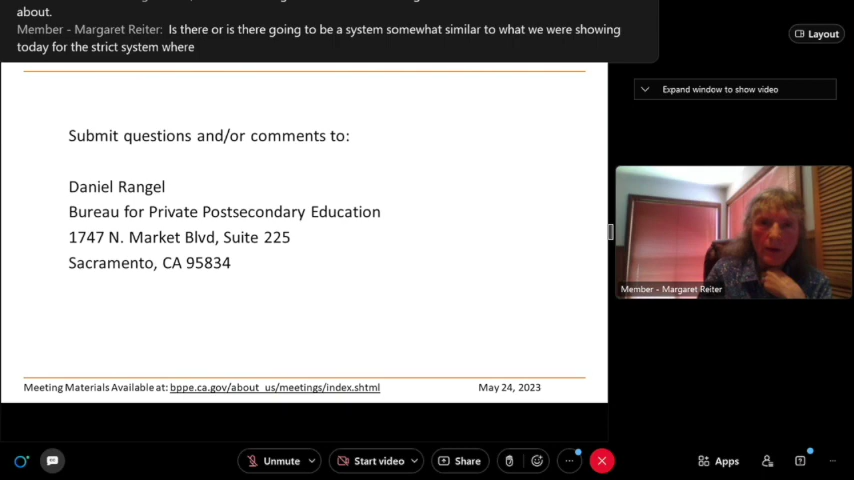 about.
Member - Margaret Reiter: Is there or is there going to be a system somewhat similar to what we were showing
today for the strict system where
Layout
Expand window to show video
Submit questions and/or comments to:
Daniel Rangel
Bureau for Private Postsecondary Education
1747 N. Market Blvd, Suite 225
Sacramento, CA 95834
Member - Margaret Reiter
Meeting Materials Available at: bppe.ca.gov/about_us/meetings/index.shtml May 24, 2023
Unmute Start video Share Apps